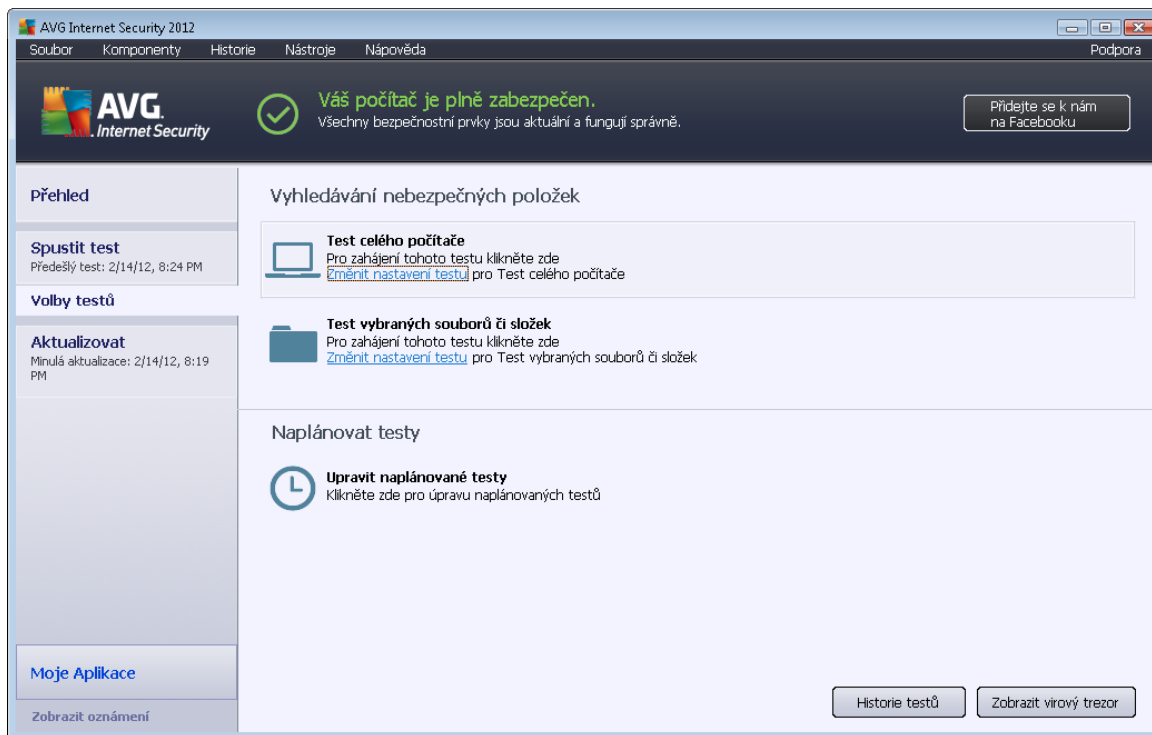 AVG Internet Security 2012
Soubor Komponenty Historie Nástroje Nápověda Podpora
AVG.
Internet Security
Váš počítač je plně zabezpečen.
Všechny bezpečnostní prvky jsou aktuální a fungují správně.
Přidejte se k nám
na Facebooku
Přehled
Spustit test
Předešlý test: 2/14/12, 8:24 PM
Volby testů
Aktualizovat
Minulá aktualizace: 2/14/12, 8:19
PM
Moje Aplikace
Zobrazit oznámení
Vyhledávání nebezpečných položek
Test celého počítače
Pro zahájení tohoto testu klikněte zde
Změnit nastavení testu pro Test celého počítače
Test vybraných souborů či složek
Pro zahájení tohoto testu klikněte zde
Změnit nastavení testu pro Test vybraných souborů či složek
Naplánovat testy
Upravit naplánované testy
Klikněte zde pro úpravu naplánovaných testů
Historie testů
Zobrazit virový trezor